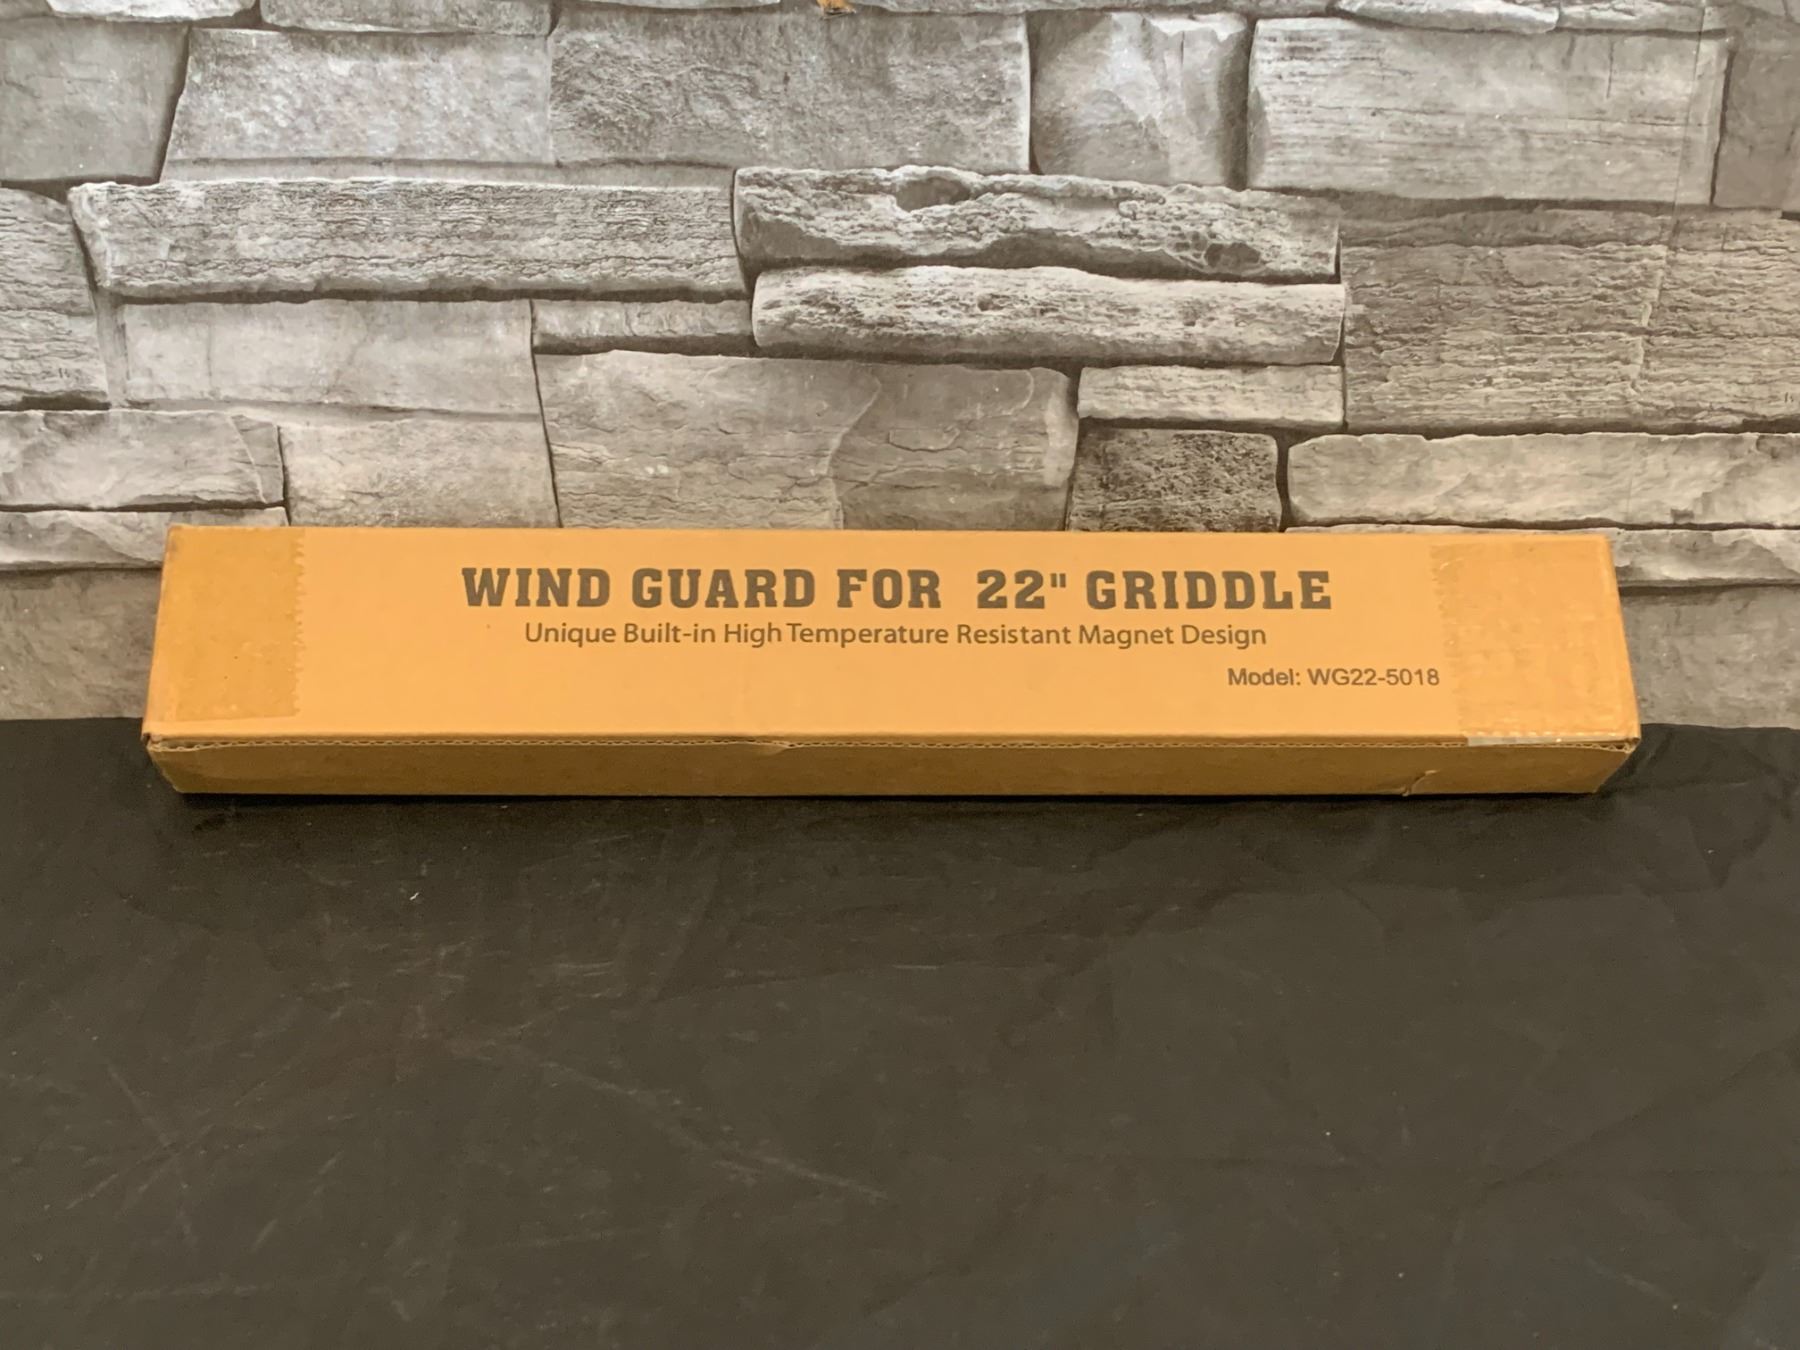 WIND GUARD FOR 22" GRIDDLE
Unique Built-in High Temperature Resistant Magnet Design
Model: WG22-5018